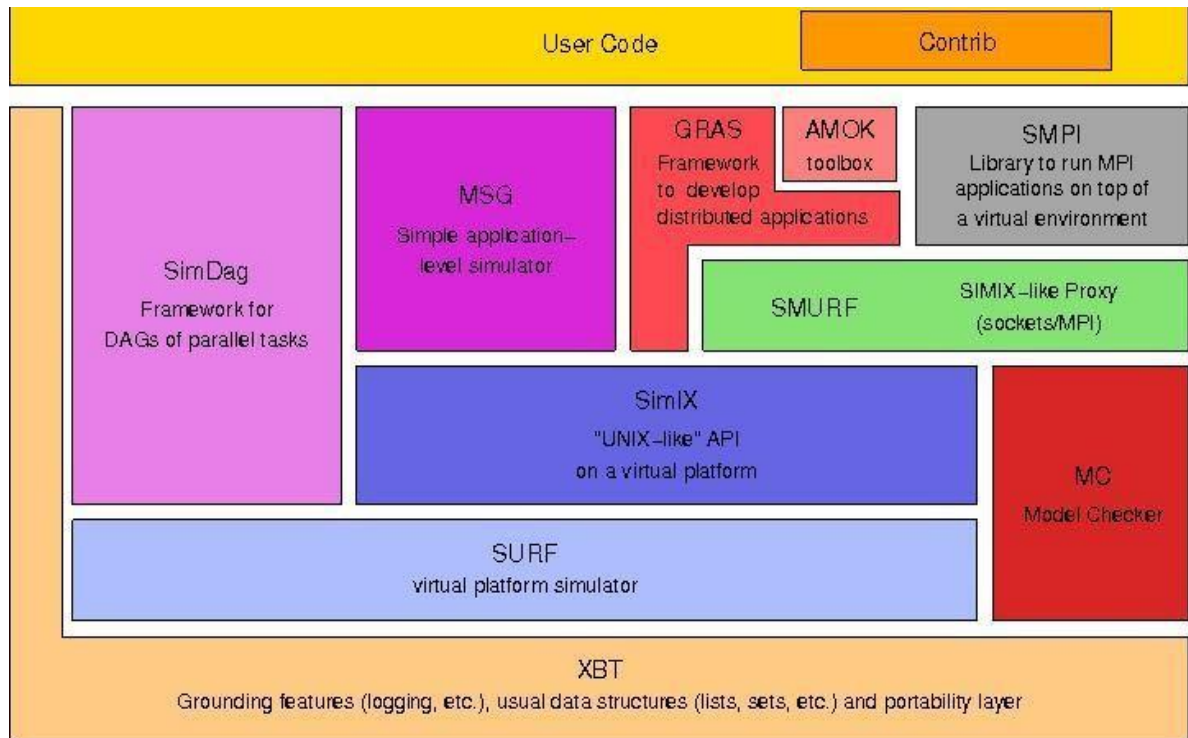 User Code
Contrib
GRAS
Framework
to develop
distributed applications
AMOK
toolbox
SMPI
Library to run MPI
applications on top of
a virtual environment
MSG
Simple application-
level simulator
SimDag
Framework for
DAGs of parallel tasks
SMURF
SIMIX-like Proxy
(sockets/MPI)
SimIX
"UNIX-like" API
on a virtual platform
MC
Model Checker
SURF
virtual platform simulator
XBT
Grounding features (logging, etc.), usual data structures (lists, sets, etc.) and portability layer